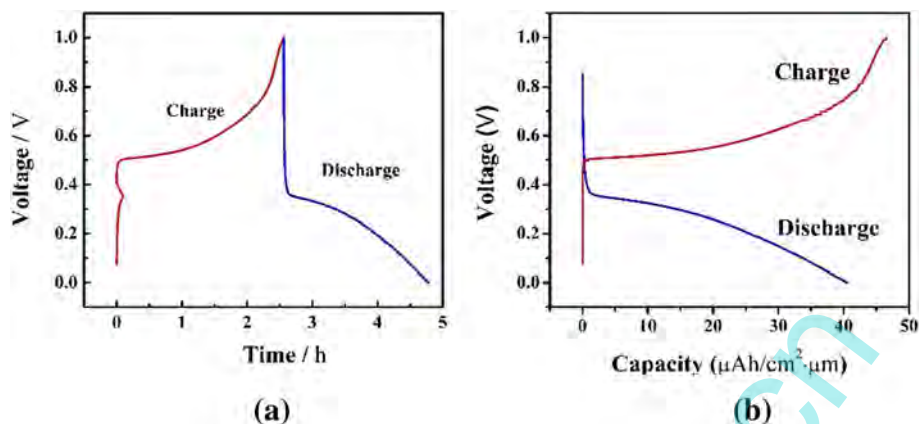 1.0
0.8
0.6
0.4
0.2
0.0
Voltage / V
Charge
Discharge
0 1 2 3 4 5
Time / h
(a)
1.0
0.8
0.6
0.4
0.2
0.0
Voltage (V)
Charge
Discharge
0 10 20 30 40 50
Capacity (μAh/cm²·μm)
(b)
cn